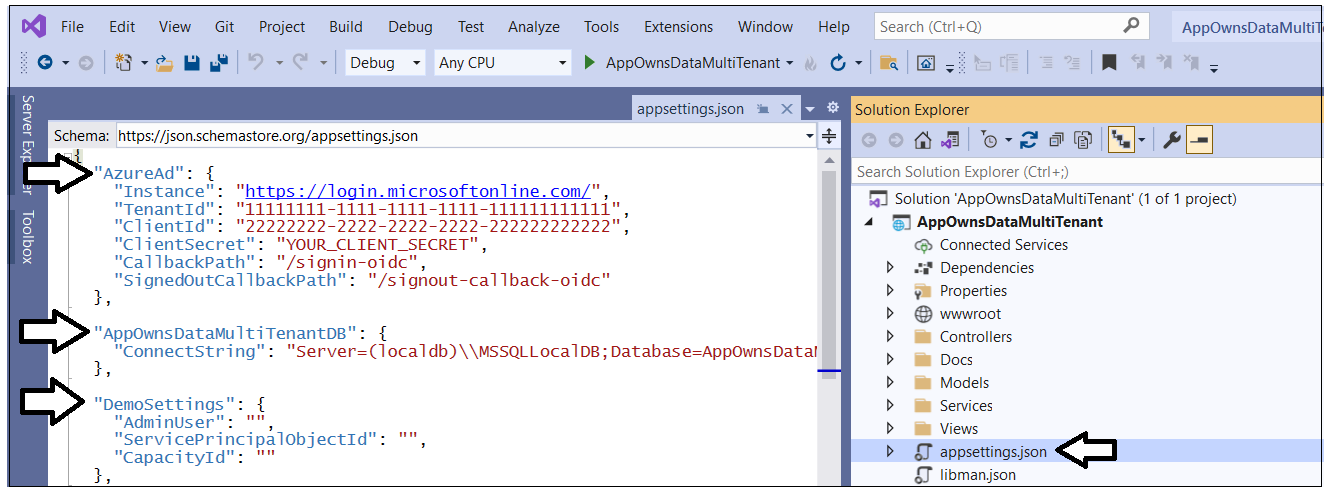 File Edit View Git Project Build Debug Test Analyze Tools Extensions Window Help Search (Ctrl+Q) AppOwnsDataMultiTe
Debug Any CPU AppOwnsDataMultiTenant
Server Explorer
Toolbox
appsettings.json
Schema: https://json.schemastore.org/appsettings.json
{
"AzureAd": {
"Instance": "https://login.microsoftonline.com/",
"TenantId": "11111111-1111-1111-1111-111111111111",
"ClientId": "22222222-2222-2222-2222-222222222222",
"ClientSecret": "YOUR_CLIENT_SECRET",
"CallbackPath": "/signin-oidc",
"SignedOutCallbackPath": "/signout-callback-oidc"
},
"AppOwnsDataMultiTenantDB": {
"ConnectString": "Server=(localdb)\\MSSQLLocalDB;Database=AppOwnsDataM
},
"DemoSettings": {
"AdminUser": "",
"ServicePrincipalObjectId": "",
"CapacityId": ""
},
Solution Explorer
Search Solution Explorer (Ctrl+;)
Solution 'AppOwnsDataMultiTenant' (1 of 1 project)
AppOwnsDataMultiTenant
Connected Services
Dependencies
Properties
wwwroot
Controllers
Docs
Models
Services
Views
appsettings.json
libman.json